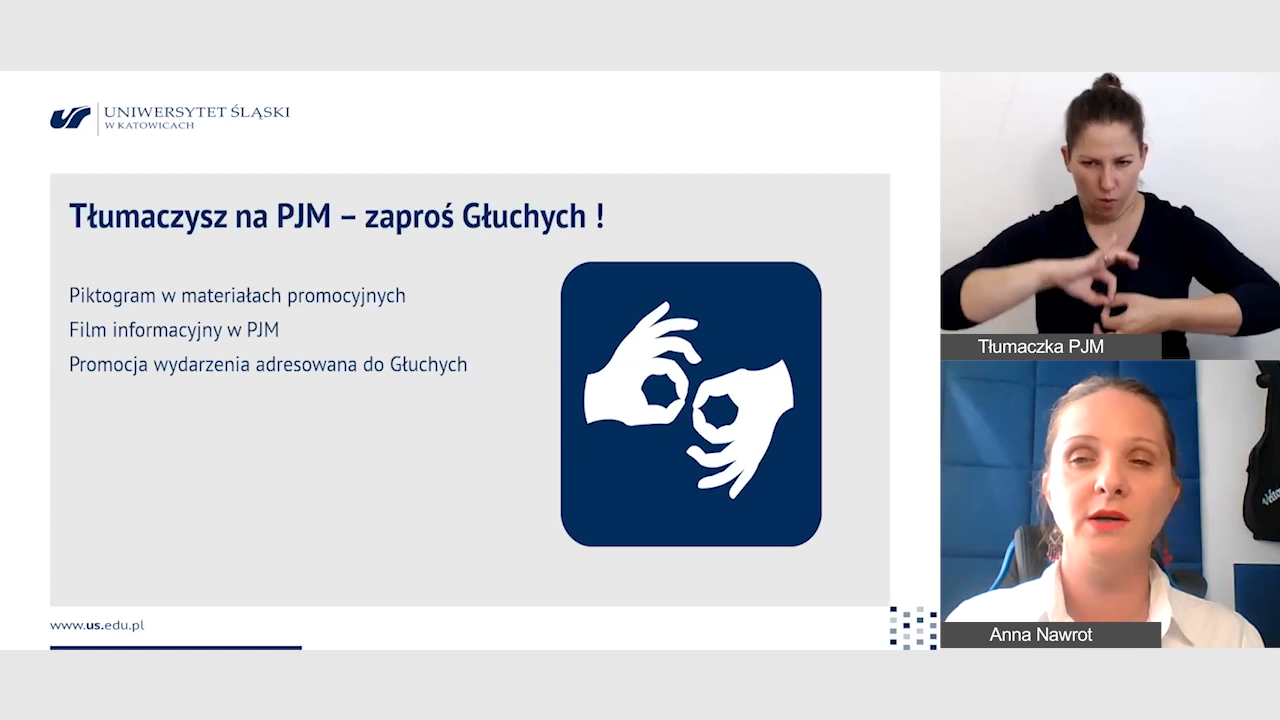 UNIWERSYTET ŚLĄSKI
W KATOWICACH
Tłumaczysz na PJM – zaproś Głuchych !
Piktogram w materiałach promocyjnych
Film informacyjny w PJM
Promocja wydarzenia adresowana do Głuchych
www.us.edu.pl
Tłumaczka PJM
Anna Nawrot